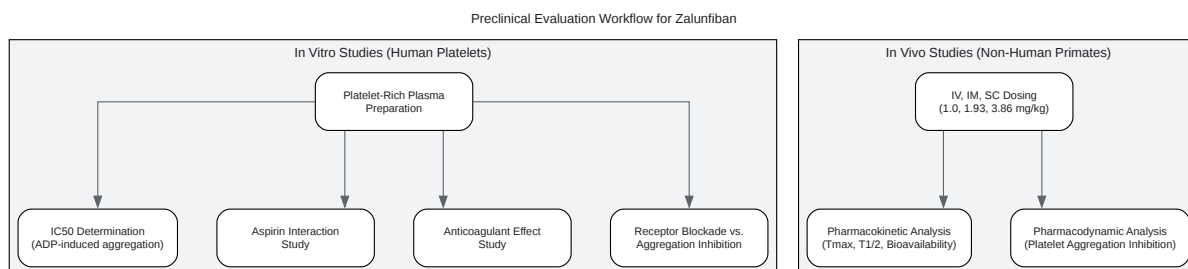 Preclinical Evaluation Workflow for Zalunfiban
In Vitro Studies (Human Platelets)
Platelet-Rich Plasma
Preparation
IC50 Determination
(ADP-induced aggregation)
Aspirin Interaction
Study
Anticoagulant Effect
Study
Receptor Blockade vs.
Aggregation Inhibition
In Vivo Studies (Non-Human Primates)
IV, IM, SC Dosing
(1.0, 1.93, 3.86 mg/kg)
Pharmacokinetic Analysis
(Tmax, T1/2, Bioavailability)
Pharmacodynamic Analysis
(Platelet Aggregation Inhibition)